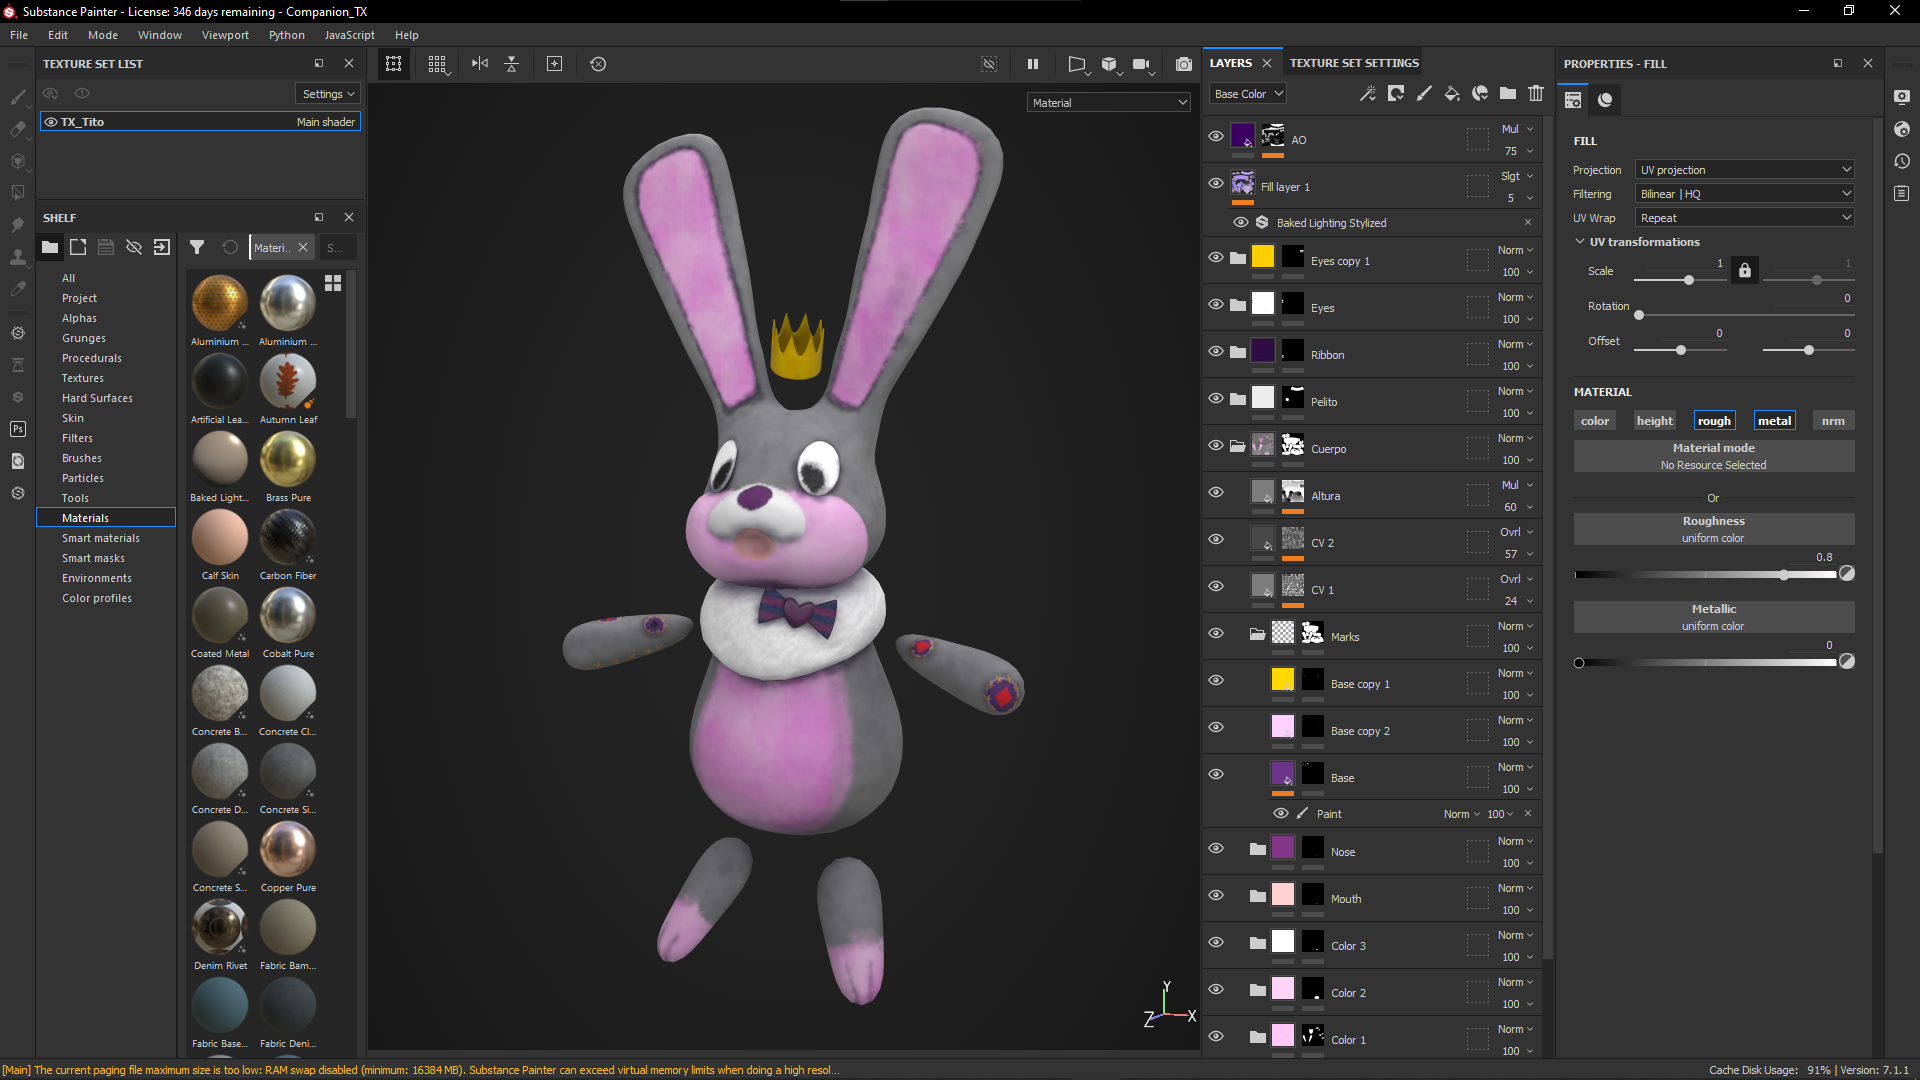 Substance Painter - License: 346 days remaining - Companion_TX
File Edit Mode Window Viewport Python JavaScript Help
TEXTURE SET LIST
Settings
TX_Tito Main shader
SHELF
Materi.. S...
All
Project
Alphas
Grunges
Procedurals
Textures
Hard Surfaces
Skin
Filters
Brushes
Particles
Tools
Materials
Smart materials
Smart masks
Environments
Color profiles
Ps
Aluminium ... Aluminium ...
Artificial Lea... Autumn Leaf
Baked Light... Brass Pure
Calf Skin Carbon Fiber
Coated Metal Cobalt Pure
Concrete B... Concrete Cl...
Concrete D... Concrete Si...
Concrete S... Copper Pure
Denim Rivet Fabric Bam...
Fabric Base... Fabric Deni...
Material
Y
Z X
LAYERS TEXTURE SET SETTINGS
Base Color
AO Mul
75
Fill layer 1 Slgt
5
Baked Lighting Stylized
Eyes copy 1 Norm
100
Eyes Norm
100
Ribbon Norm
100
Pelito Norm
100
Cuerpo Norm
100
Altura Mul
60
CV 2 Ovrl
57
CV 1 Ovrl
24
Marks Norm
100
Base copy 1 Norm
100
Base copy 2 Norm
100
Base Norm
100
Paint Norm 100
Nose Norm
100
Mouth Norm
100
Color 3 Norm
100
Color 2 Norm
100
Color 1 Norm
100
PROPERTIES - FILL
FILL
Projection UV projection
Filtering Bilinear | HQ
UV Wrap Repeat
UV transformations
Scale 1 1
Rotation 0
Offset 0 0
MATERIAL
color height rough metal nrm
Material mode
No Resource Selected
Or
Roughness
uniform color
0.8
Metallic
uniform color
0
[Main] The current paging file maximum size is too low: RAM swap disabled (minimum: 16384 MB). Substance Painter can exceed virtual memory limits when doing a high resol...
Cache Disk Usage: 91% | Version: 7.1.1